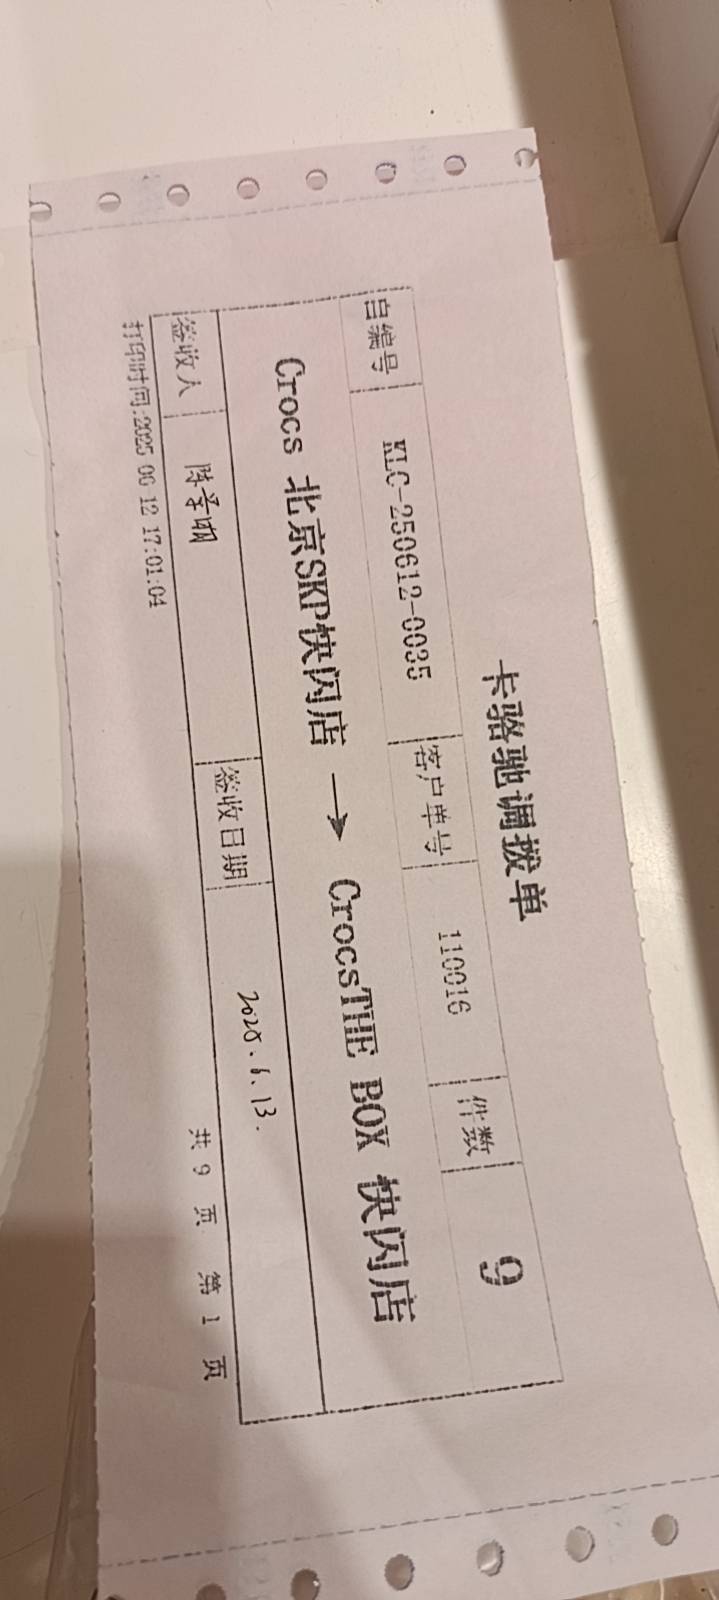 卡骆驰调拨单
自编号 KLC-250612-0035 客户单号 110016 件数 9
Crocs 北京SKP快闪店 → CrocsTHE BOX 快闪店
签收人 陈 签收日期 2025.6.13.
打印时间:2025 06 12 17:01:04 共 9 页 第 1 页